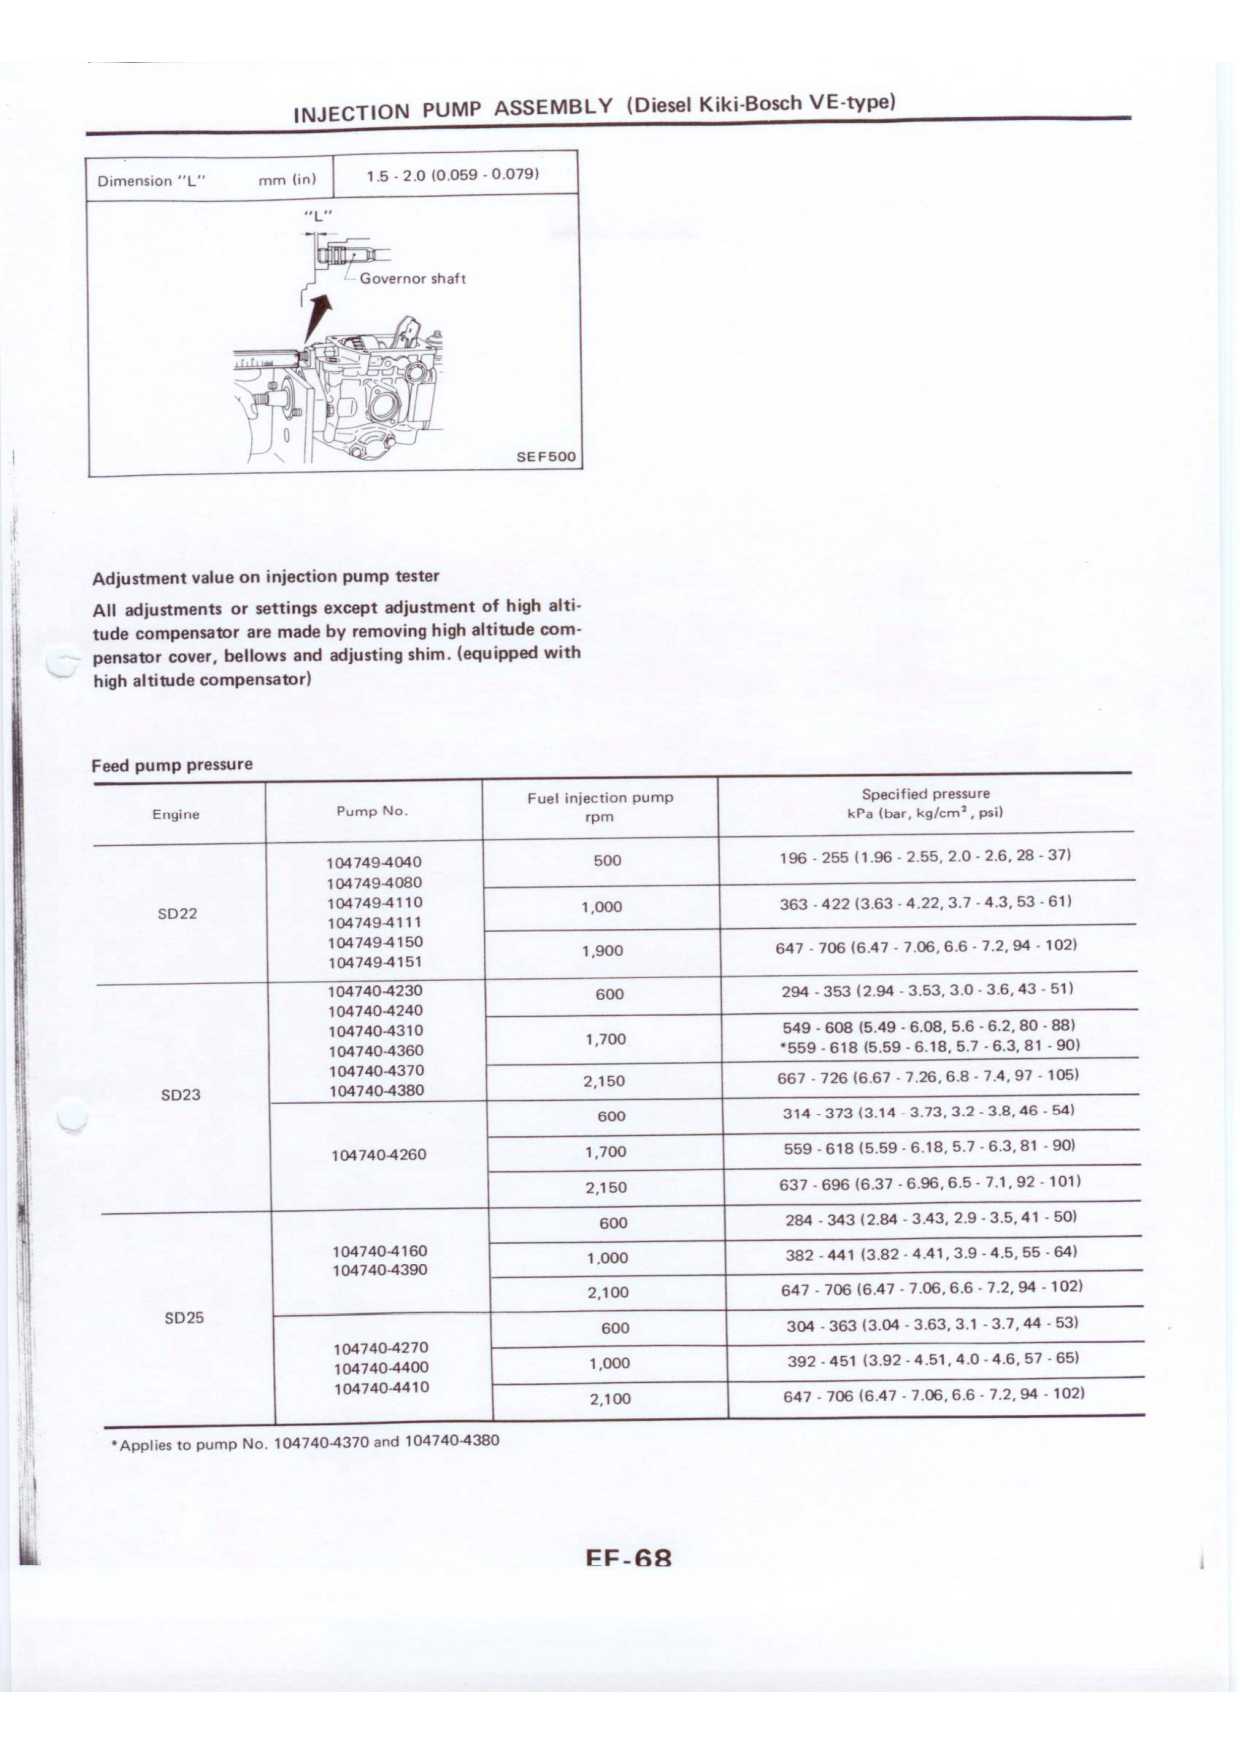 INJECTION PUMP ASSEMBLY (Diesel Kiki-Bosch VE-type)
Dimension "L" mm (in) 1.5 - 2.0 (0.059 - 0.079)
"L"
Governor shaft
SEF500
Adjustment value on injection pump tester
All adjustments or settings except adjustment of high alti-
tude compensator are made by removing high altitude com-
pensator cover, bellows and adjusting shim. (equipped with
high altitude compensator)
Feed pump pressure
Engine
Pump No.
Fuel injection pump
rpm
Specified pressure
kPa (bar, kg/cm², psi)
SD22
104749-4040
104749-4080
104749-4110
104749-4111
104749-4150
104749-4151
500 196 - 255 (1.96 - 2.55, 2.0 - 2.6, 28 - 37)
1,000 363 - 422 (3.63 - 4.22, 3.7 - 4.3, 53 - 61)
1,900 647 - 706 (6.47 - 7.06, 6.6 - 7.2, 94 - 102)
SD23
104740-4230
104740-4240
104740-4310
104740-4360
104740-4370
104740-4380
600 294 - 353 (2.94 - 3.53, 3.0 - 3.6, 43 - 51)
1,700 549 - 608 (5.49 - 6.08, 5.6 - 6.2, 80 - 88)
*559 - 618 (5.59 - 6.18, 5.7 - 6.3, 81 - 90)
2,150 667 - 726 (6.67 - 7.26, 6.8 - 7.4, 97 - 105)
104740-4260
600 314 - 373 (3.14 - 3.73, 3.2 - 3.8, 46 - 54)
1,700 559 - 618 (5.59 - 6.18, 5.7 - 6.3, 81 - 90)
2,150 637 - 696 (6.37 - 6.96, 6.5 - 7.1, 92 - 101)
SD25
104740-4160
104740-4390
600 284 - 343 (2.84 - 3.43, 2.9 - 3.5, 41 - 50)
1,000 382 - 441 (3.82 - 4.41, 3.9 - 4.5, 55 - 64)
2,100 647 - 706 (6.47 - 7.06, 6.6 - 7.2, 94 - 102)
104740-4270
104740-4400
104740-4410
600 304 - 363 (3.04 - 3.63, 3.1 - 3.7, 44 - 53)
1,000 392 - 451 (3.92 - 4.51, 4.0 - 4.6, 57 - 65)
2,100 647 - 706 (6.47 - 7.06, 6.6 - 7.2, 94 - 102)
*Applies to pump No. 104740-4370 and 104740-4380
EF-68